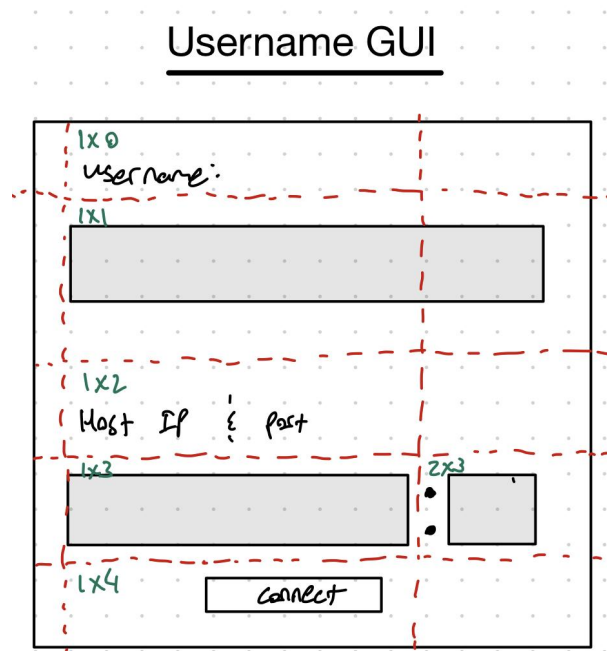 Username GUI
1x0
Username:
1x1
1x2
Host IP & Port
1x3 2x3
:
1x4
connect